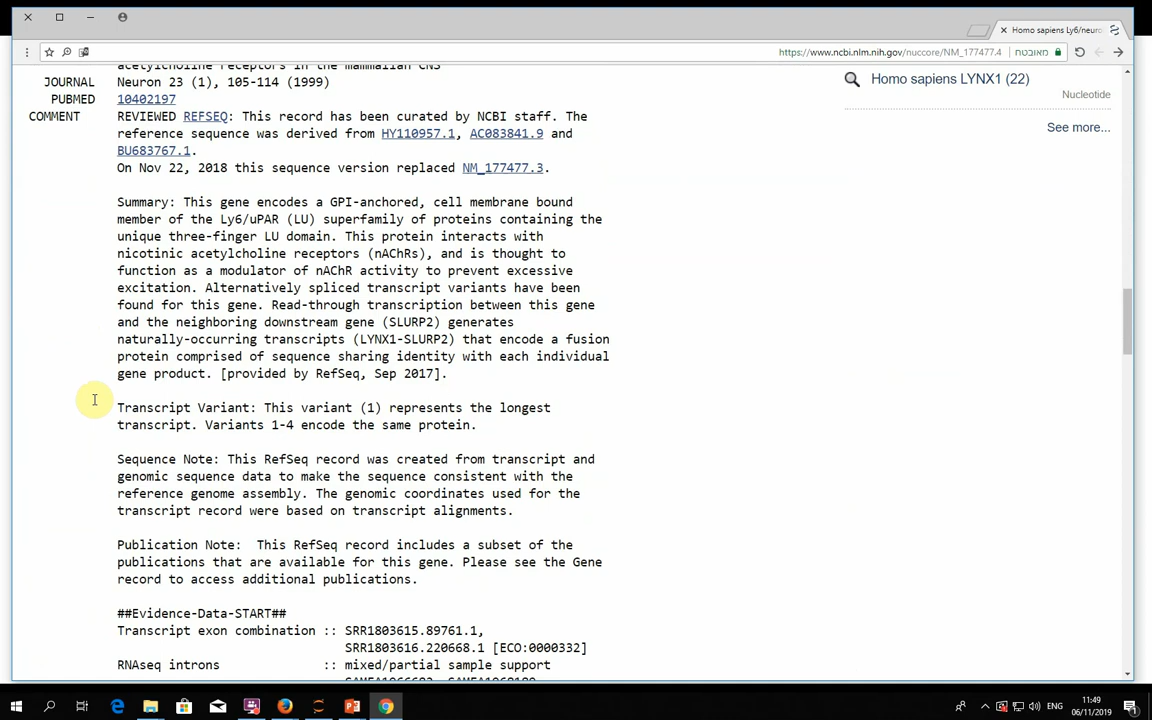 Homo sapiens Ly6/neuro
https://www.ncbi.nlm.nih.gov/nuccore/NM_177477.4
מאובטח
acetylcholine receptors in the mammalian CNS
JOURNAL Neuron 23 (1), 105-114 (1999)
PUBMED 10402197
COMMENT REVIEWED REFSEQ: This record has been curated by NCBI staff. The
reference sequence was derived from HY110957.1, AC083841.9 and
BU683767.1.
On Nov 22, 2018 this sequence version replaced NM_177477.3.
Summary: This gene encodes a GPI-anchored, cell membrane bound
member of the Ly6/uPAR (LU) superfamily of proteins containing the
unique three-finger LU domain. This protein interacts with
nicotinic acetylcholine receptors (nAChRs), and is thought to
function as a modulator of nAChR activity to prevent excessive
excitation. Alternatively spliced transcript variants have been
found for this gene. Read-through transcription between this gene
and the neighboring downstream gene (SLURP2) generates
naturally-occurring transcripts (LYNX1-SLURP2) that encode a fusion
protein comprised of sequence sharing identity with each individual
gene product. [provided by RefSeq, Sep 2017].
Transcript Variant: This variant (1) represents the longest
transcript. Variants 1-4 encode the same protein.
Sequence Note: This RefSeq record was created from transcript and
genomic sequence data to make the sequence consistent with the
reference genome assembly. The genomic coordinates used for the
transcript record were based on transcript alignments.
Publication Note:  This RefSeq record includes a subset of the
publications that are available for this gene. Please see the Gene
record to access additional publications.
##Evidence-Data-START##
Transcript exon combination :: SRR1803615.89761.1,
SRR1803616.220668.1 [ECO:0000332]
RNAseq introns :: mixed/partial sample support
Homo sapiens LYNX1 (22)
Nucleotide
See more...
ENG
11:49
06/11/2019